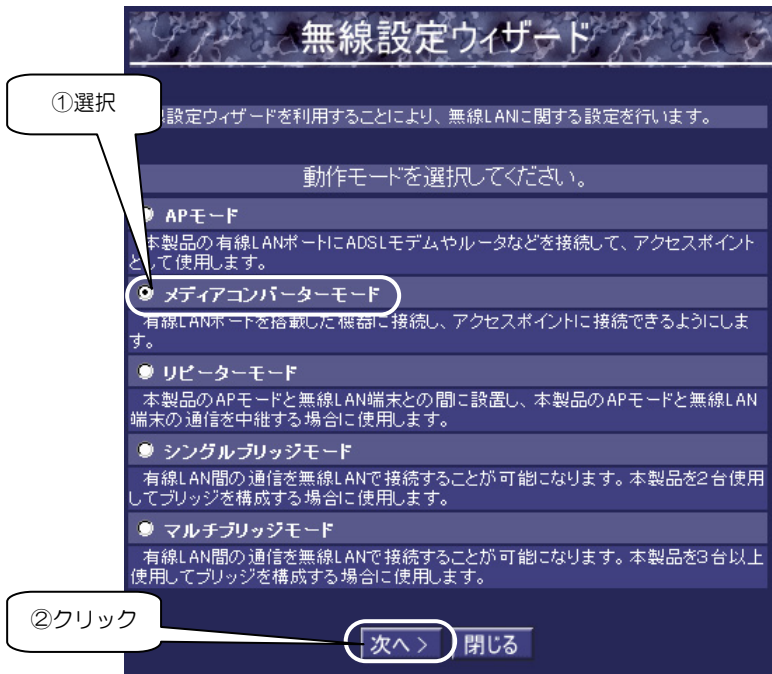 無線設定ウィザード
①選択
線設定ウィザードを利用することにより、無線LANに関する設定を行います。
動作モードを選択してください。
APモード
本製品の有線LANポートにADSLモデムやルータなどを接続して、アクセスポイント
として使用します。
メディアコンバーターモード
有線LANポートを搭載した機器に接続し、アクセスポイントに接続できるようにしま
す。
リピーターモード
本製品のAPモードと無線LAN端末との間に設置し、本製品のAPモードと無線LAN
端末の通信を中継する場合に使用します。
シングルブリッジモード
有線LAN間の通信を無線LANで接続することが可能になります。本製品を2台使用
してブリッジを構成する場合に使用します。
マルチブリッジモード
有線LAN間の通信を無線LANで接続することが可能になります。本製品を3台以上
使用してブリッジを構成する場合に使用します。
②クリック
次へ＞ 閉じる